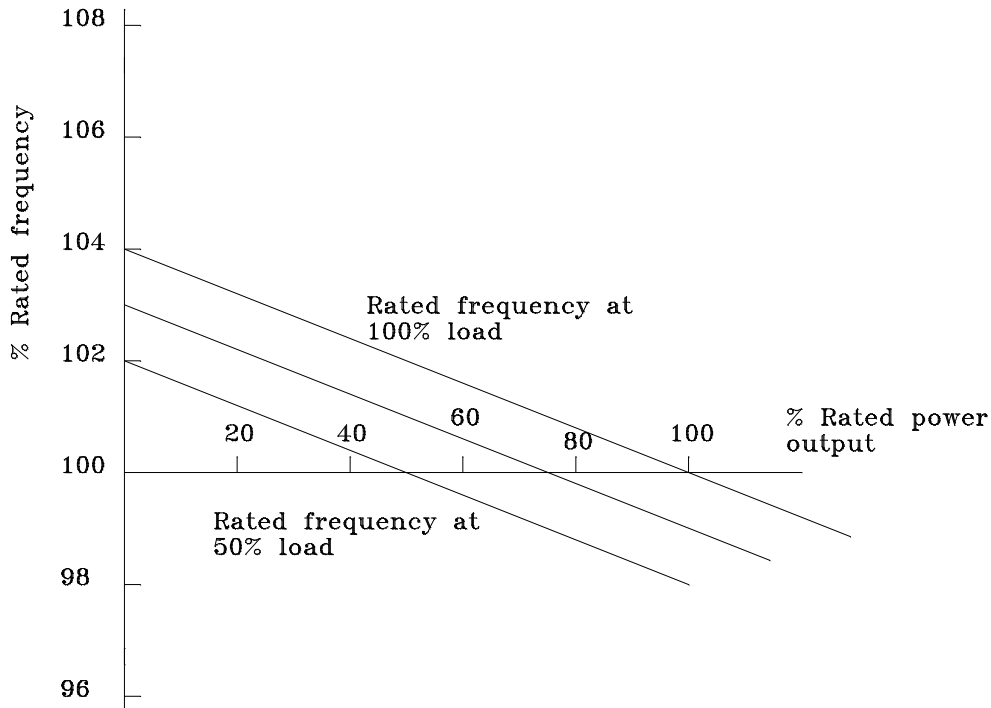 108
106
104
102
100
98
96
% Rated frequency
Rated frequency at
100% load
20
40
60
80
100
% Rated power
output
Rated frequency at
50% load